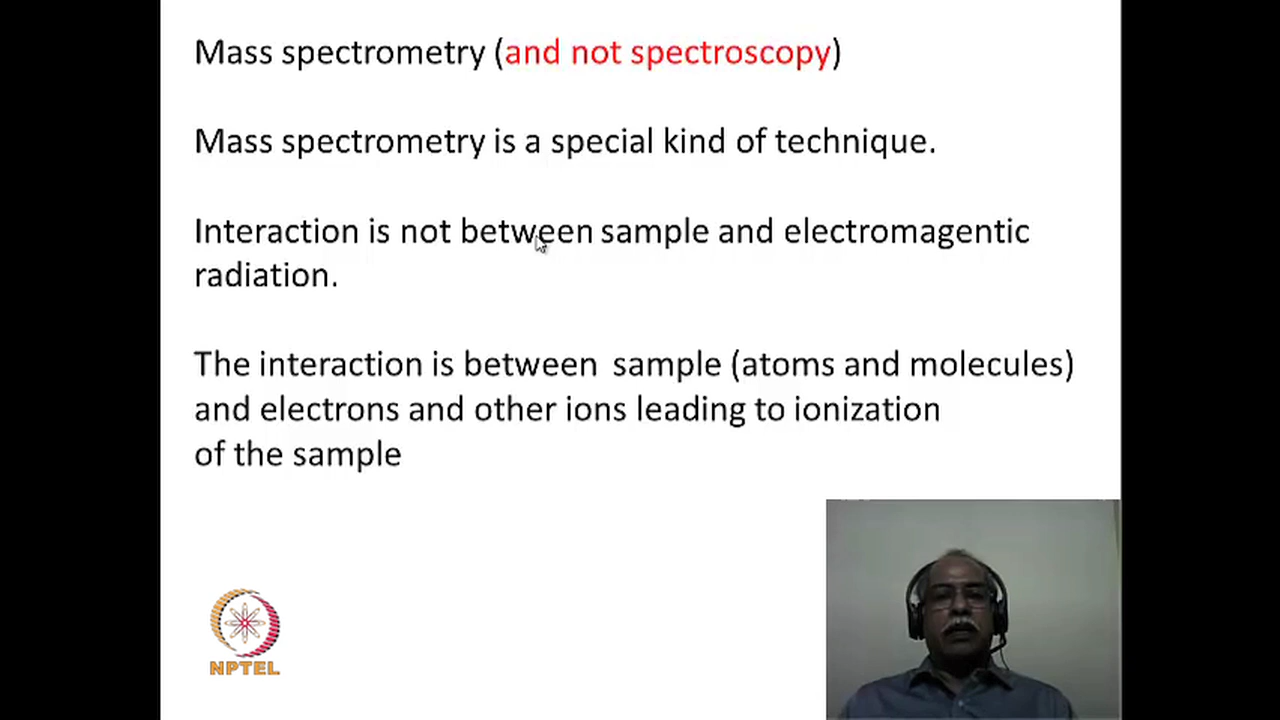 Mass spectrometry (and not spectroscopy)
Mass spectrometry is a special kind of technique.
Interaction is not between sample and electromagentic
radiation.
The interaction is between sample (atoms and molecules)
and electrons and other ions leading to ionization
of the sample
NPTEL